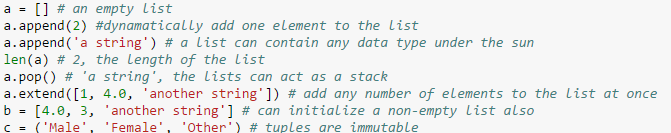 a = [] # an empty list
a.append(2) #dynamatically add one element to the list
a.append('a string') # a list can contain any data type under the sun
len(a) # 2, the length of the list
a.pop() # 'a string', the lists can act as a stack
a.extend([1, 4.0, 'another string']) # add any number of elements to the list at once
b = [4.0, 3, 'another string'] # can initialize a non-empty list also
c = ('Male', 'Female', 'Other') # tuples are immutable